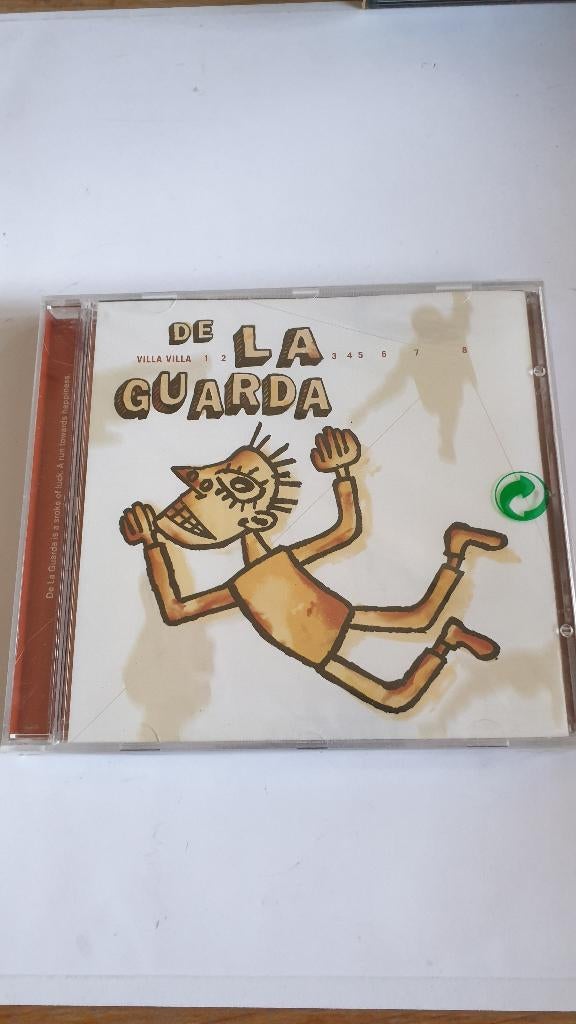 DE LA
VILLA VILLA 1 2 3 4 5 6 7 8
GUARDA
De La Guarda is a sroke of luck. A run towards happiness.